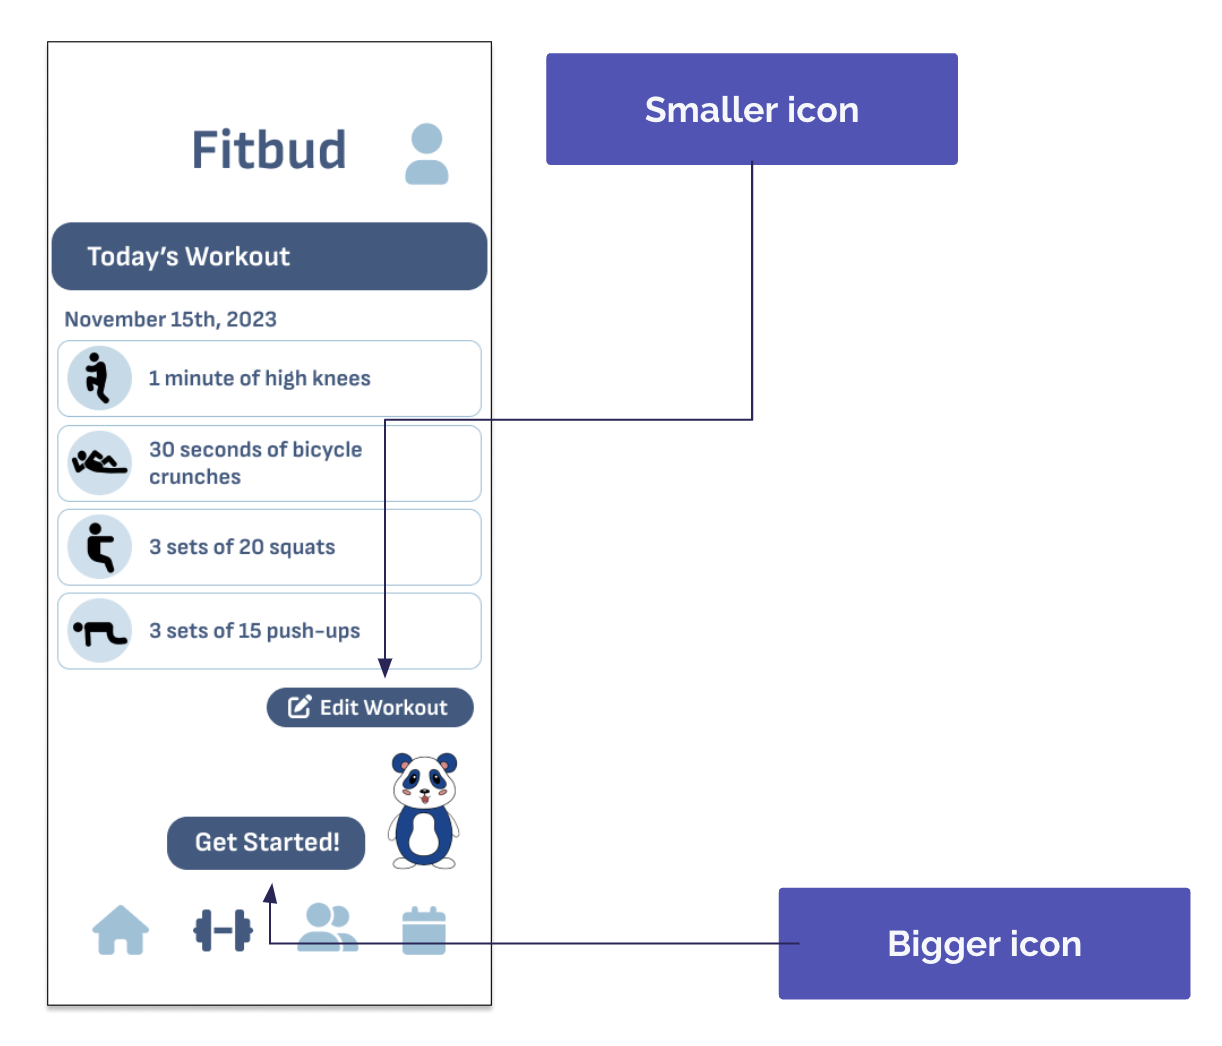 Smaller icon
Fitbud
Today's Workout
November 15th, 2023
1 minute of high knees
30 seconds of bicycle
crunches
3 sets of 20 squats
3 sets of 15 push-ups
Edit Workout
Get Started!
Bigger icon